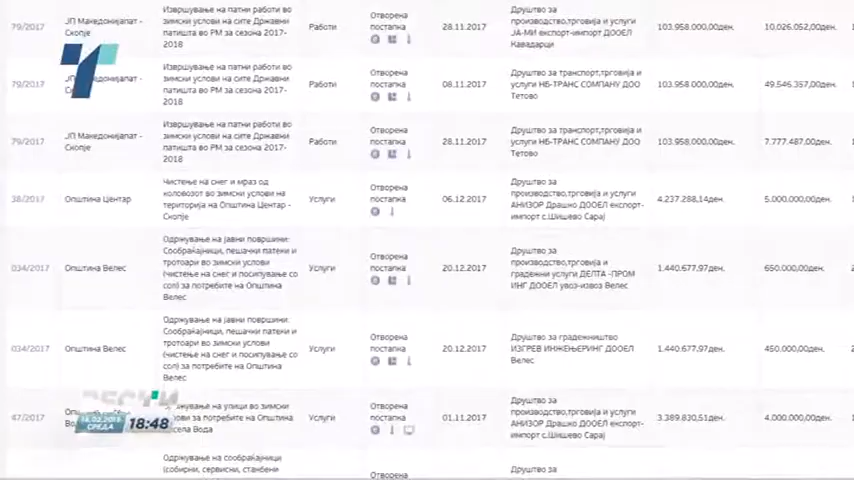 79/2017
ЈП Македонијапат -
Скопје
Извршување на патни работи во
зимски услови на сите Државни
патишта во РМ за сезона 2017-
2018
Работи
Отворена
постапка
28.11.2017
Друштво за
производство,трговија и услуги
ЈА-МИ експорт-импорт ДООЕЛ
Кавадарци
103.958.000,00ден.
10,026.052,00ден.
79/2017
ЈП Македонијапат -
Извршување на патни работи во
зимски услови на сите Државни
патишта во РМ за сезона 2017-
2018
Работи
Отворена
постапка
08.11.2017
Друштво за транспорт,трговија и
услуги НБ-ТРАНС СОМПАНУ ДОО
Тетово
103.958.000,00ден.
49,546.357,00ден.
79/2017
ЈП Македонијапат -
Скопје
Извршување на патни работи во
зимски услови на сите Државни
патишта во РМ за сезона 2017-
2018
Работи
Отворена
постапка
28.11.2017
Друштво за транспорт,трговија и
услуги НБ-ТРАНС СОМПАНУ ДОО
Тетово
103.958.000,00ден.
7.777.487,00ден.
38/2017
Општина Центар
Чистење на снег и мраз од
коловозот во зимски услови на
територија на Општина Центар -
Скопје
Услуги
Отворена
постапка
06.12.2017
Друштво за
производство,трговија и услуги
АНИЗОР Драшко ДООЕЛ експорт-
импорт с.Шишево Сарај
4.237.288,14ден.
5.000.000,00ден.
034/2017
Општина Велес
Одржување на јавни површини:
Сообраќајници, пешачки патеки и
тротоари во зимски услови
(чистење на снег и посипување со
сол) за потребите на Општина
Велес
Услуги
Отворена
постапка
20.12.2017
Друштво за
производство,трговија и
градежни услуги ДЕЛТА -ПРОМ
ИНГ ДООЕЛ увоз-извоз Велес
1.440.677,97ден.
650.000,00ден.
034/2017
Општина Велес
Одржување на јавни површини:
Сообраќајници, пешачки патеки и
тротоари во зимски услови
(чистење на снег и посипување со
сол) за потребите на Општина
Велес
Услуги
Отворена
постапка
20.12.2017
Друштво за градежништво
ИЗГРЕВ ИНЖЕЊЕРИНГ ДООЕЛ
Велес
1.440.677,97ден.
450.000,00ден.
47/2017
на улици во зимски
за потребите на Општина
Вода
Услуги
Отворена
постапка
01.11.2017
Друштво за
производство,трговија и услуги
АНИЗОР Драшко ДООЕЛ експорт-
импорт с.Шишево Сарај
3.389.830,51ден.
4.000.000,00ден.
Одржување на сообраќајници
(собирни, сервисни, станбени
Отворена
Друштво за
ВЕСТИ
14.02.2018
СРЕДА
18:48